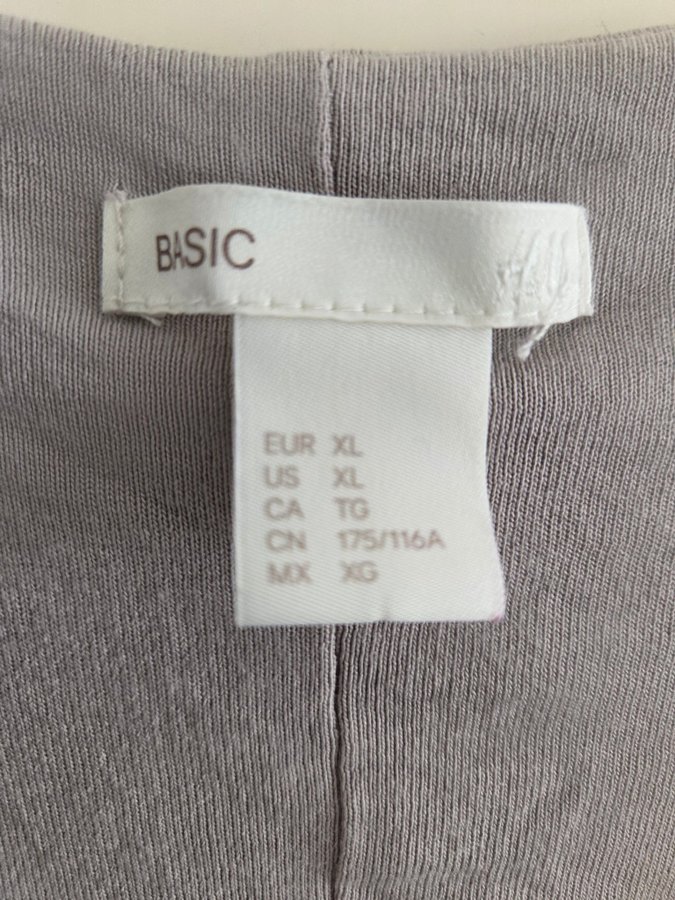 BASIC
EUR XL
US XL
CA TG
CN 175/116A
MX XG